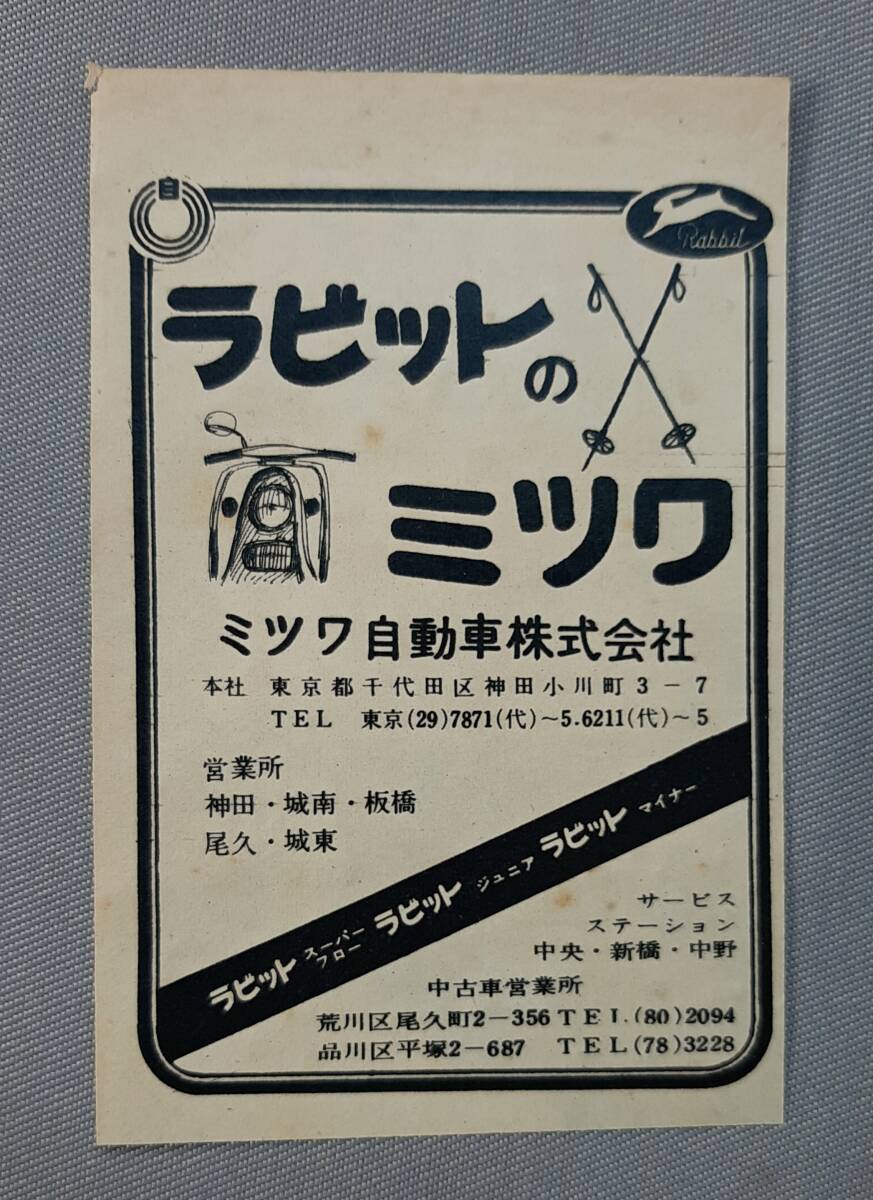 自
Rabbit
ラビットの
ミツワ
ミツワ自動車株式会社
本社 東京都千代田区神田小川町3-7
TEL 東京(29)7871(代)~5.6211(代)~5
営業所
神田・城南・板橋
尾久・城東
ラビット スーパーフロー ラビット ジュニア ラビット マイナー
サービス
ステーション
中央・新橋・中野
中古車営業所
荒川区尾久町2-356 TEL(80)2094
品川区平塚2-687 TEL(78)3228